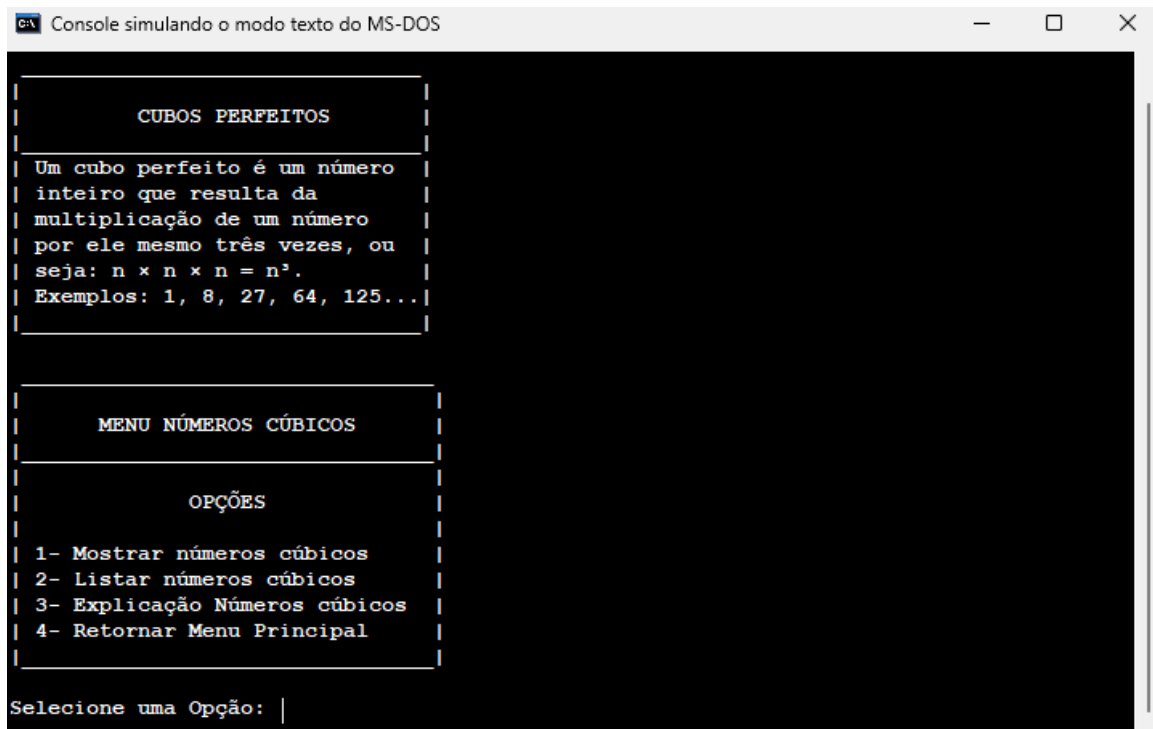 Console simulando o modo texto do MS-DOS
CUBOS PERFEITOS
Um cubo perfeito é um número
inteiro que resulta da
multiplicação de um número
por ele mesmo três vezes, ou
seja: n × n × n = n³.
Exemplos: 1, 8, 27, 64, 125...
MENU NÚMEROS CÚBICOS
OPÇÕES
1- Mostrar números cúbicos
2- Listar números cúbicos
3- Explicação Números cúbicos
4- Retornar Menu Principal
Selecione uma Opção: